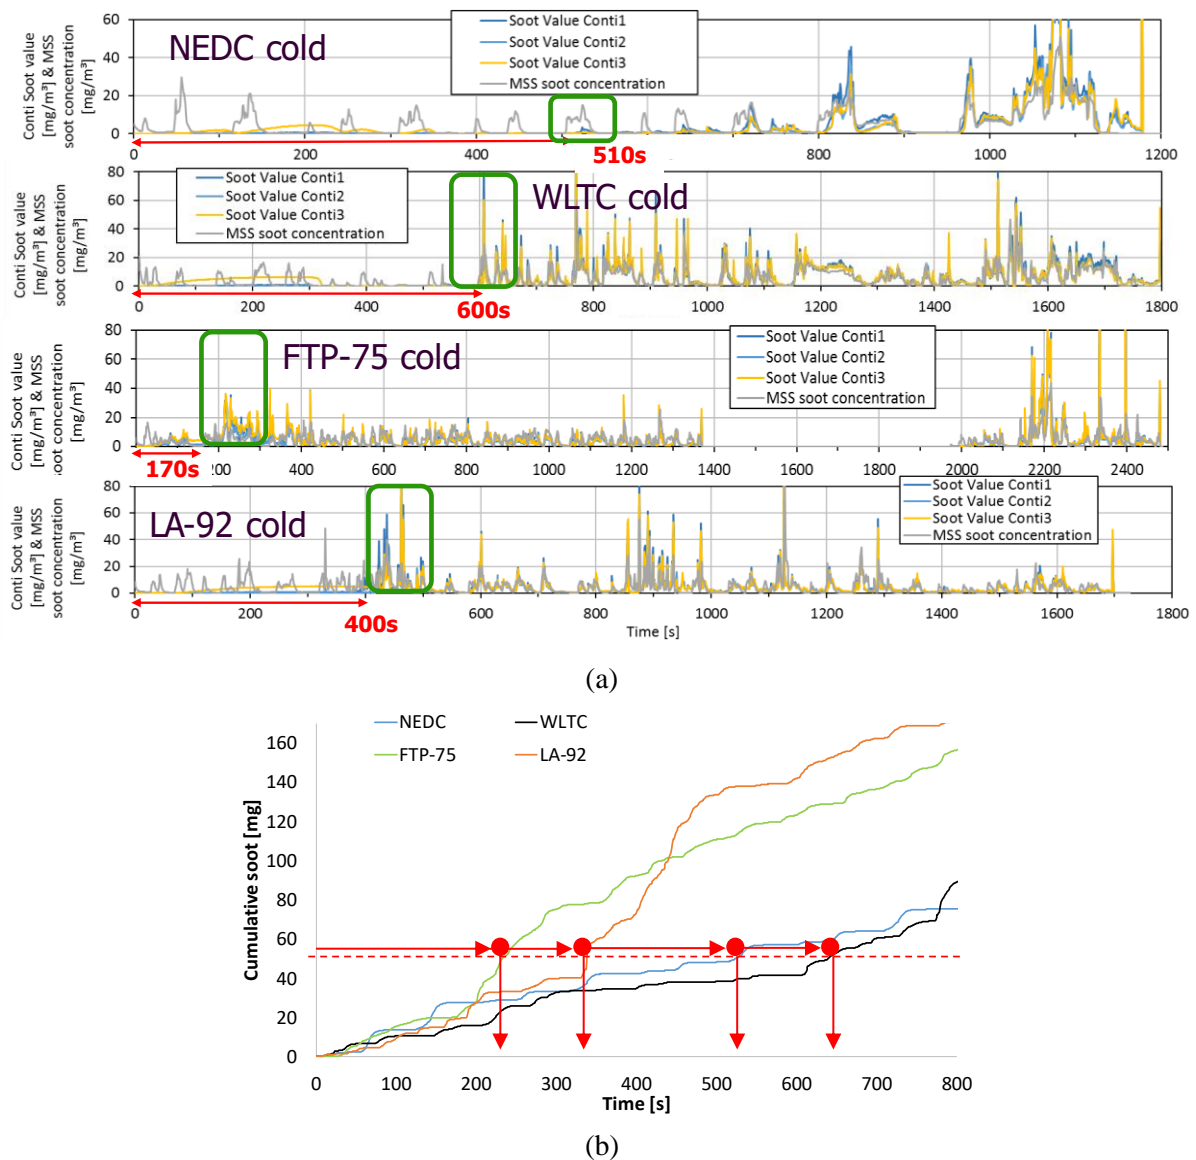 NEDC cold
Soot Value Conti1
Soot Value Conti2
Soot Value Conti3
MSS soot concentration
Conti Soot value
[mg/m³] & MSS
soot concentration
[mg/m³]
60
50
40
30
20
10
0
0 200 400 800 1000 1200
510s
WLTC cold
Soot Value Conti1
Soot Value Conti2
Soot Value Conti3
MSS soot concentration
Conti Soot value
[mg/m³] & MSS
soot concentration
[mg/m³]
80
60
40
20
0
0 200 400 800 1000 1200 1400 1600 1800
600s
FTP-75 cold
Soot Value Conti1
Soot Value Conti2
Soot Value Conti3
MSS soot concentration
Conti Soot value
[mg/m³] & MSS
oot concentration
[mg/m³]
80
60
40
20
0
0 200 400 600 800 1000 1200 1400 2000 2200 2400
170s
LA-92 cold
Soot Value Conti1
Soot Value Conti2
Soot Value Conti3
MSS soot concentration
Conti Soot value
[mg/m³] & MSS
soot concentration
[mg/m³]
80
60
40
20
0
0 200 600 800 1000 1200 1400 1600 1800
400s
Time [s]
(a)
NEDC WLTC
FTP-75 LA-92
Cumulative soot [mg]
160
140
120
100
80
60
40
20
0
0 100 200 300 400 500 600 700 800
Time [s]
(b)